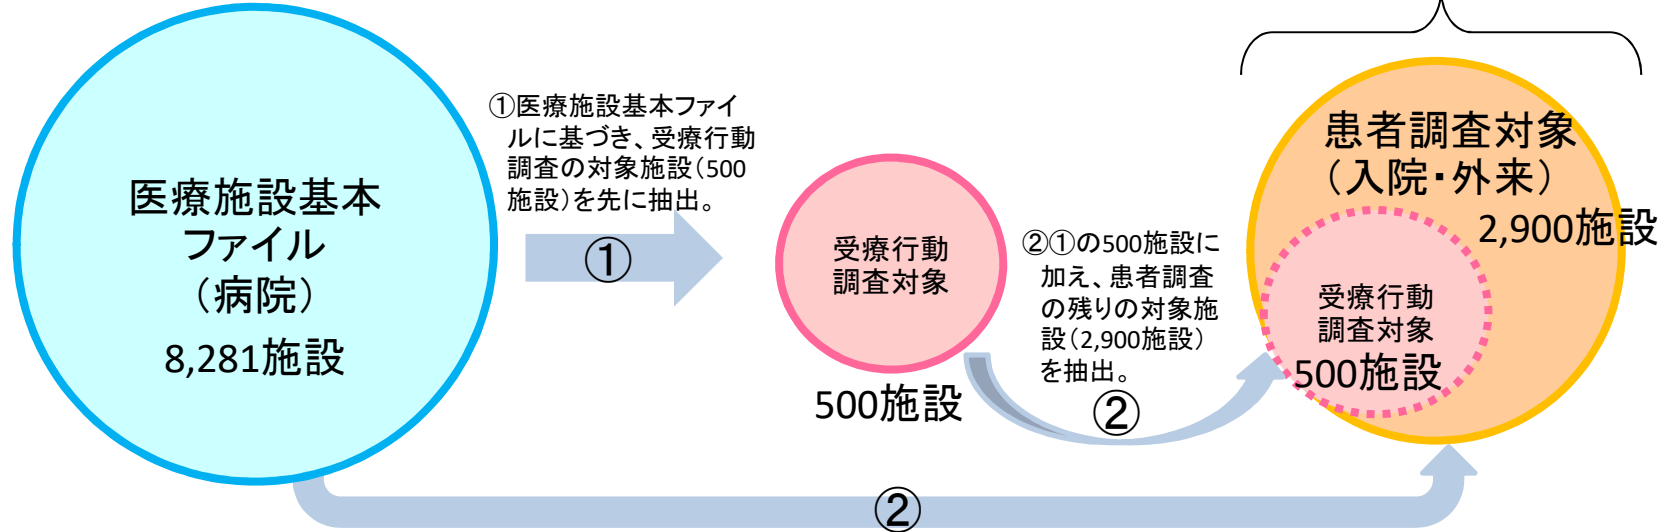 医療施設基本
ファイル
（病院）
8,281施設
①医療施設基本ファイ
ルに基づき、受療行動
調査の対象施設（500
施設）を先に抽出。
①
受療行動
調査対象
500施設
②①の500施設に
加え、患者調査
の残りの対象施
設（2,900施設）
を抽出。
②
患者調査対象
（入院・外来）
2,900施設
受療行動
調査対象
500施設
②